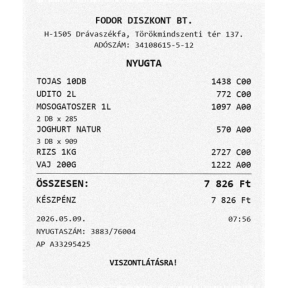 FODOR DISZKONT BT.
H-1505 Drávaszékfa, Törökmindszenti tér 137.
ADÓSZÁM: 34108615-5-12
NYUGTA
TOJAS 10DB 1438 C00
UDITO 2L 772 C00
MOSOGATOSZER 1L 1097 A00
2 DB x 285
JOGHURT NATUR 570 A00
3 DB x 909
RIZS 1KG 2727 C00
VAJ 200G 1222 A00
ÖSSZESEN: 7 826 Ft
KÉSZPÉNZ 7 826 Ft
2026.05.09. 07:56
NYUGTASZÁM: 3883/76004
AP A33295425
VISZONTLÁTÁSRA!